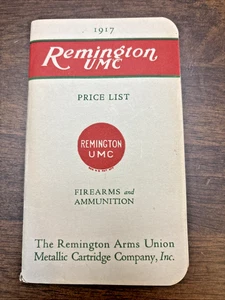 1917
Remington
UMC
PRICE LIST
REMINGTON
UMC
FIREARMS and
AMMUNITION
The Remington Arms Union
Metallic Cartridge Company, Inc.